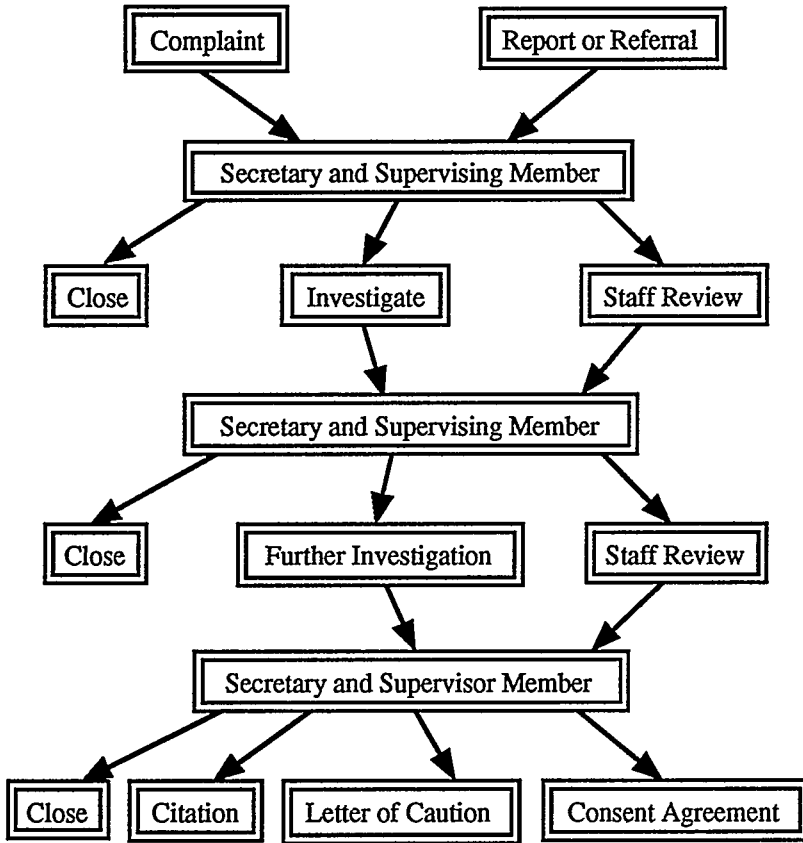 Complaint
Report or Referral
Secretary and Supervising Member
Close
Investigate
Staff Review
Secretary and Supervising Member
Close
Further Investigation
Staff Review
Secretary and Supervisor Member
Close
Citation
Letter of Caution
Consent Agreement